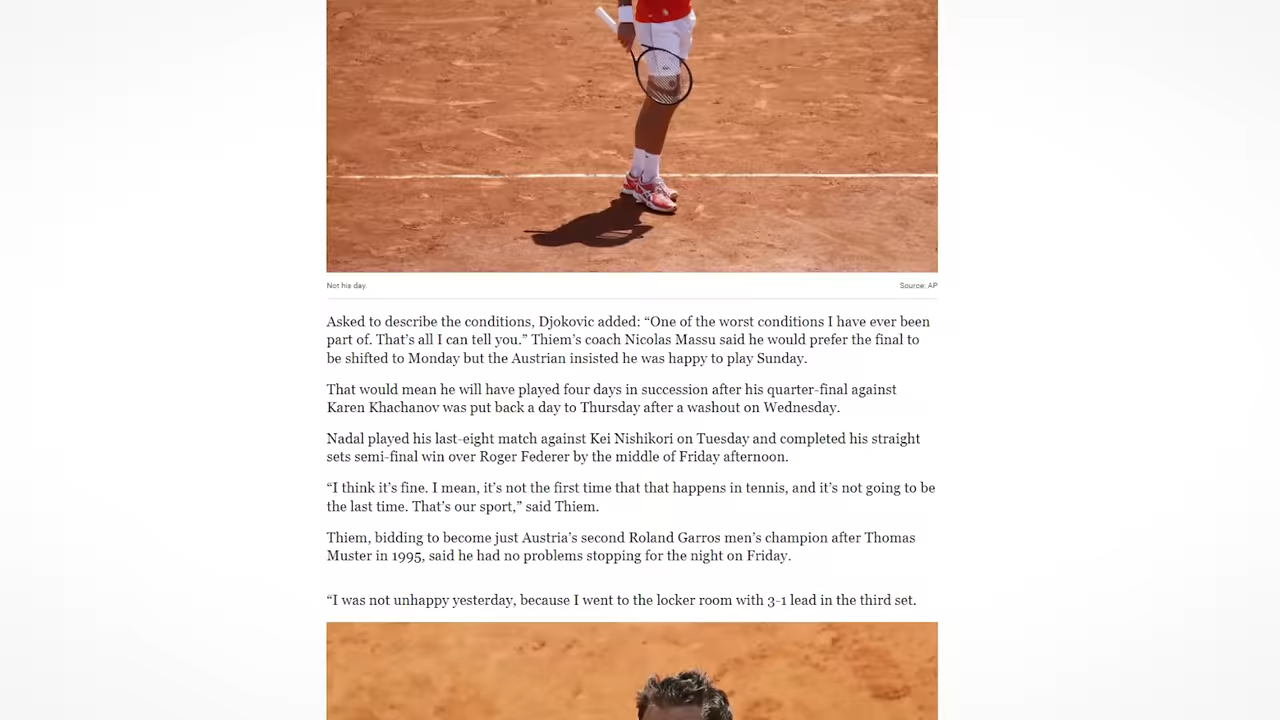 Not his day.
Source: AP
Asked to describe the conditions, Djokovic added: “One of the worst conditions I have ever been
part of. That’s all I can tell you.” Thiem’s coach Nicolas Massu said he would prefer the final to
be shifted to Monday but the Austrian insisted he was happy to play Sunday.
That would mean he will have played four days in succession after his quarter-final against
Karen Khachanov was put back a day to Thursday after a washout on Wednesday.
Nadal played his last-eight match against Kei Nishikori on Tuesday and completed his straight
sets semi-final win over Roger Federer by the middle of Friday afternoon.
“I think it’s fine. I mean, it’s not the first time that that happens in tennis, and it’s not going to be
the last time. That’s our sport,” said Thiem.
Thiem, bidding to become just Austria’s second Roland Garros men’s champion after Thomas
Muster in 1995, said he had no problems stopping for the night on Friday.
“I was not unhappy yesterday, because I went to the locker room with 3-1 lead in the third set.